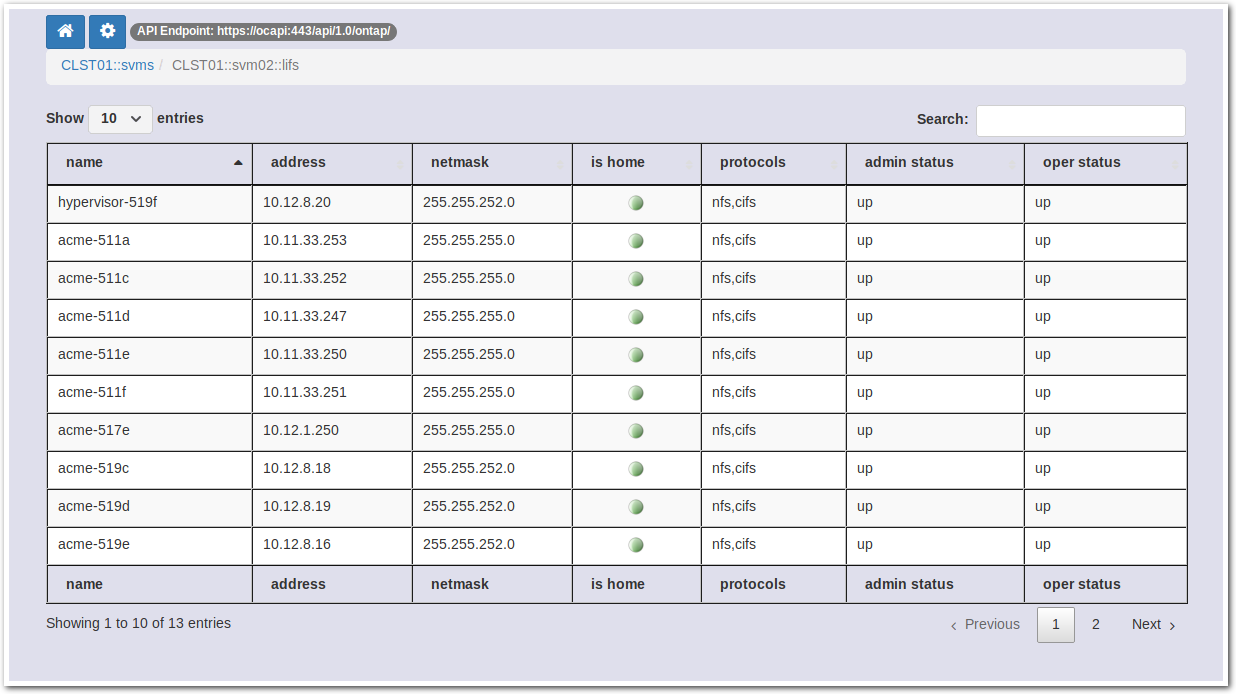 API Endpoint: https://ocapi:443/api/1.0/ontap/
CLST01::svms / CLST01::svm02::lifs
Show 10 entries Search:
name address netmask is home protocols admin status oper status
hypervisor-519f 10.12.8.20 255.255.252.0 nfs,cifs up up
acme-511a 10.11.33.253 255.255.255.0 nfs,cifs up up
acme-511c 10.11.33.252 255.255.255.0 nfs,cifs up up
acme-511d 10.11.33.247 255.255.255.0 nfs,cifs up up
acme-511e 10.11.33.250 255.255.255.0 nfs,cifs up up
acme-511f 10.11.33.251 255.255.255.0 nfs,cifs up up
acme-517e 10.12.1.250 255.255.255.0 nfs,cifs up up
acme-519c 10.12.8.18 255.255.252.0 nfs,cifs up up
acme-519d 10.12.8.19 255.255.252.0 nfs,cifs up up
acme-519e 10.12.8.16 255.255.252.0 nfs,cifs up up
name address netmask is home protocols admin status oper status
Showing 1 to 10 of 13 entries ‹ Previous 1 2 Next ›